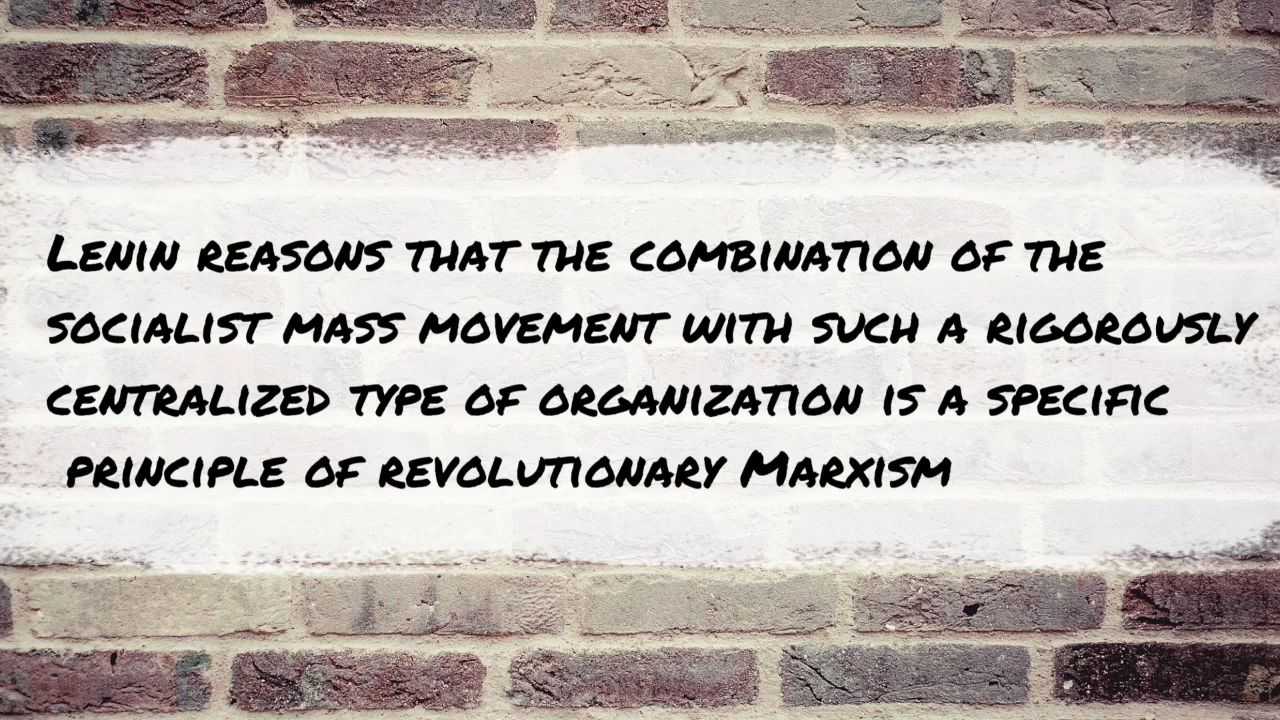 Lenin reasons that the combination of the
socialist mass movement with such a rigorously
centralized type of organization is a specific
principle of revolutionary Marxism